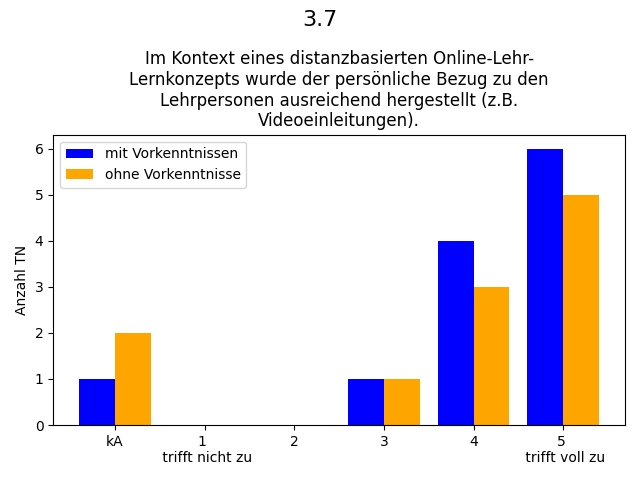 3.7
Im Kontext eines distanzbasierten Online-Lehr-
Lernkonzepts wurde der persönliche Bezug zu den
Lehrpersonen ausreichend hergestellt (z.B.
Videoeinleitungen).
mit Vorkenntnissen
ohne Vorkenntnisse
Anzahl TN
6
5
4
3
2
1
0
kA 1 2 3 4 5
trifft nicht zu trifft voll zu